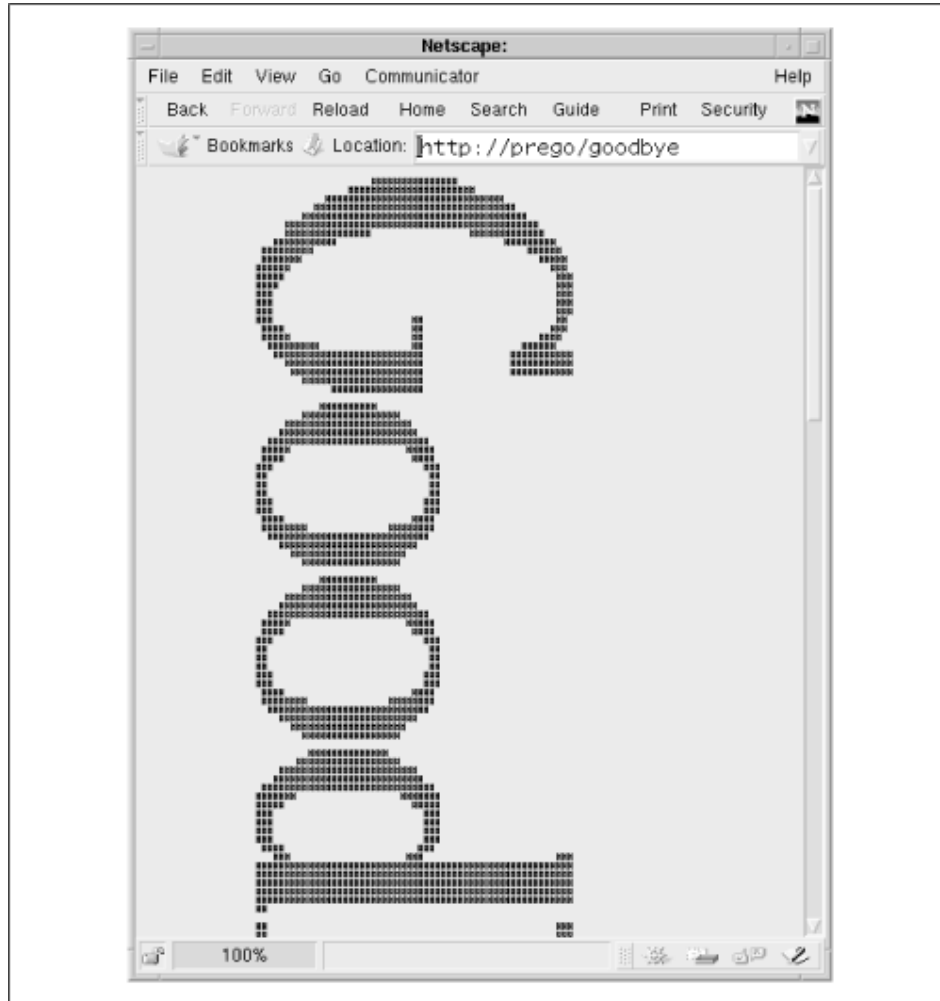 Netscape:
File Edit View Go Communicator Help
Back Forward Reload Home Search Guide Print Security N
Bookmarks Location: http://prego/goodbye
Good
100%